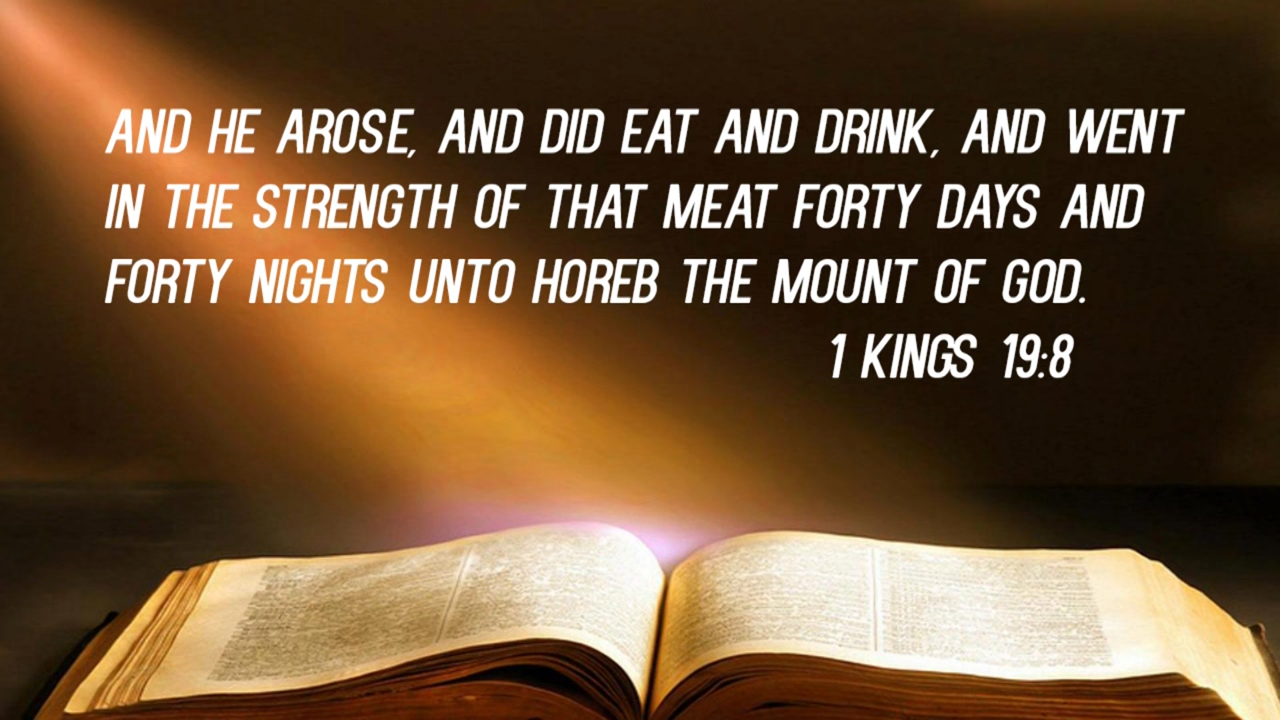 AND HE AROSE, AND DID EAT AND DRINK, AND WENT
IN THE STRENGTH OF THAT MEAT FORTY DAYS AND
FORTY NIGHTS UNTO HOREB THE MOUNT OF GOD.
1 KINGS 19:8